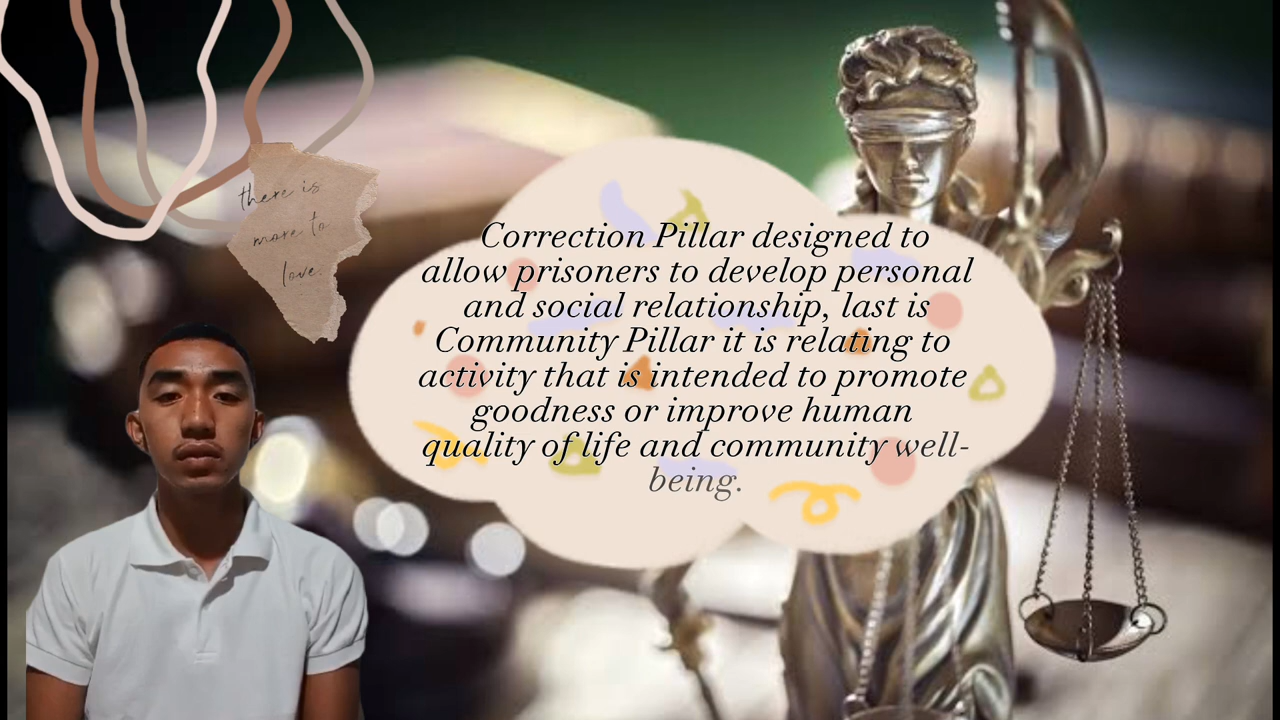 there is
more to
love.
Correction Pillar designed to
allow prisoners to develop personal
and social relationship, last is
Community Pillar it is relating to
activity that is intended to promote
goodness or improve human
quality of life and community well-
being.